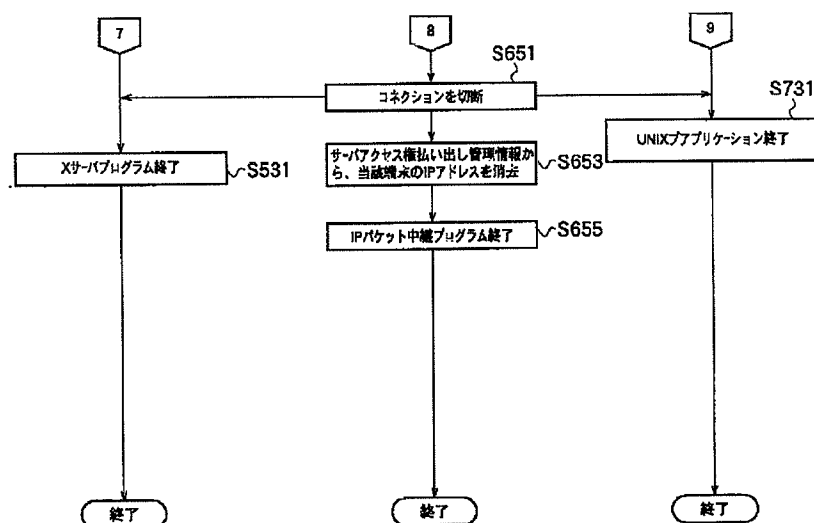 7
8
9
S651
コネクションを切断
S731
UNIXプアプリケーション終了
サーバアクセス権払い出し管理情報か
ら、当該端末のIPアドレスを消去
S653
Xサーバプログラム終了
S531
IPパケット中継プログラム終了
S655
終了
終了
終了